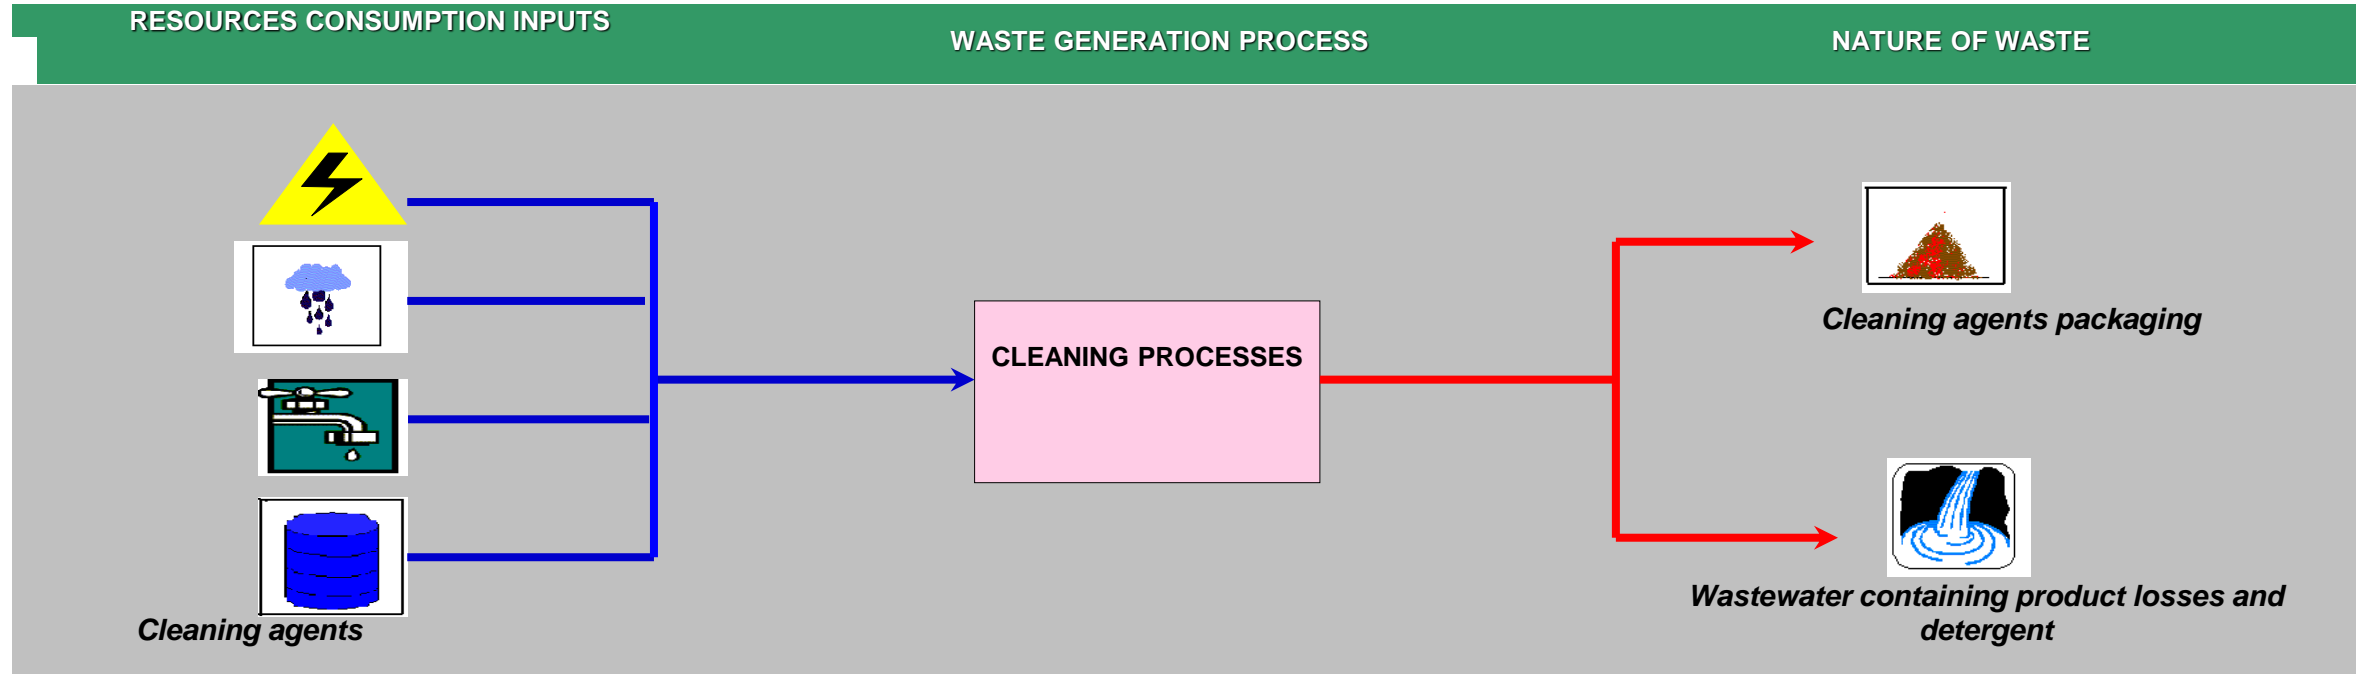 RESOURCES CONSUMPTION INPUTS
WASTE GENERATION PROCESS
NATURE OF WASTE
CLEANING PROCESSES
Cleaning agents packaging
Wastewater containing product losses and
detergent
Cleaning agents